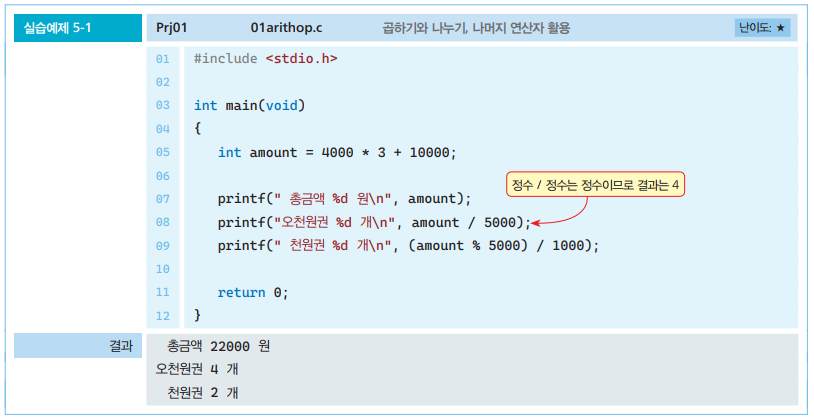 실습예제 5-1 Prj01 01arithop.c 곱하기와 나누기, 나머지 연산자 활용 난이도: ★
01 #include <stdio.h>
02
03 int main(void)
04 {
05 int amount = 4000 * 3 + 10000;
06
정수 / 정수는 정수이므로 결과는 4
07 printf(" 총금액 %d 원\n", amount);
08 printf("오천원권 %d 개\n", amount / 5000);
09 printf(" 천원권 %d 개\n", (amount % 5000) / 1000);
10
11 return 0;
12 }
결과 총금액 22000 원
오천원권 4 개
천원권 2 개